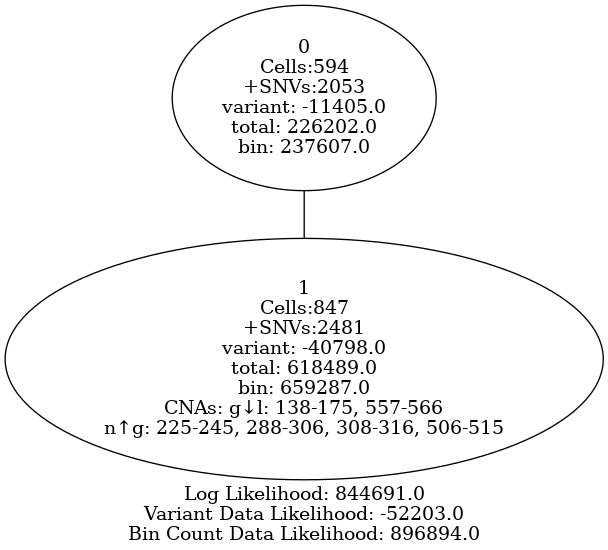 0
Cells:594
+SNVs:2053
variant: -11405.0
total: 226202.0
bin: 237607.0
1
Cells:847
+SNVs:2481
variant: -40798.0
total: 618489.0
bin: 659287.0
CNAs: g↓l: 138-175, 557-566
n↑g: 225-245, 288-306, 308-316, 506-515
Log Likelihood: 844691.0
Variant Data Likelihood: -52203.0
Bin Count Data Likelihood: 896894.0